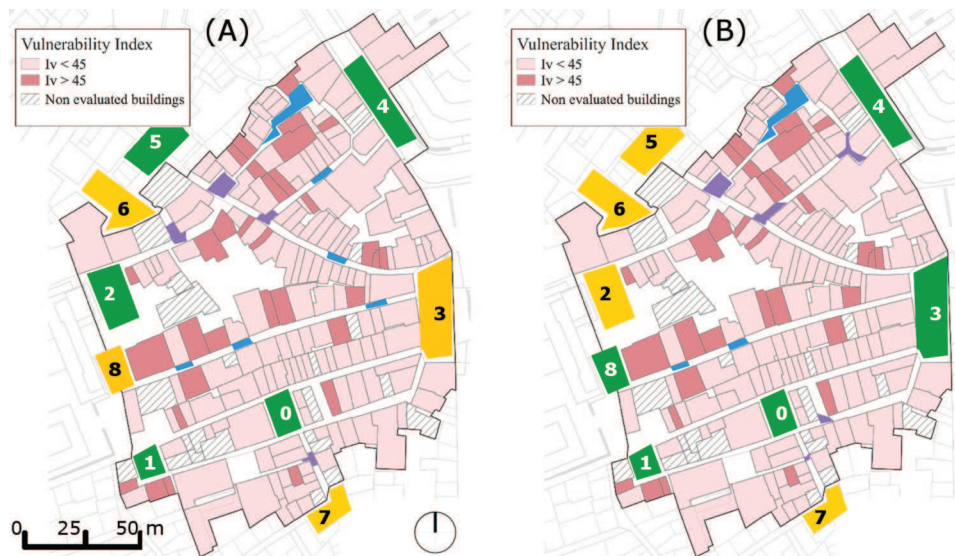 (A)
Vulnerability Index
Iv < 45
Iv > 45
Non evaluated buildings
4
5
6
2
3
8
0
1
7
0 25 50 m
(B)
Vulnerability Index
Iv < 45
Iv > 45
Non evaluated buildings
4
5
6
2
3
8
0
1
7